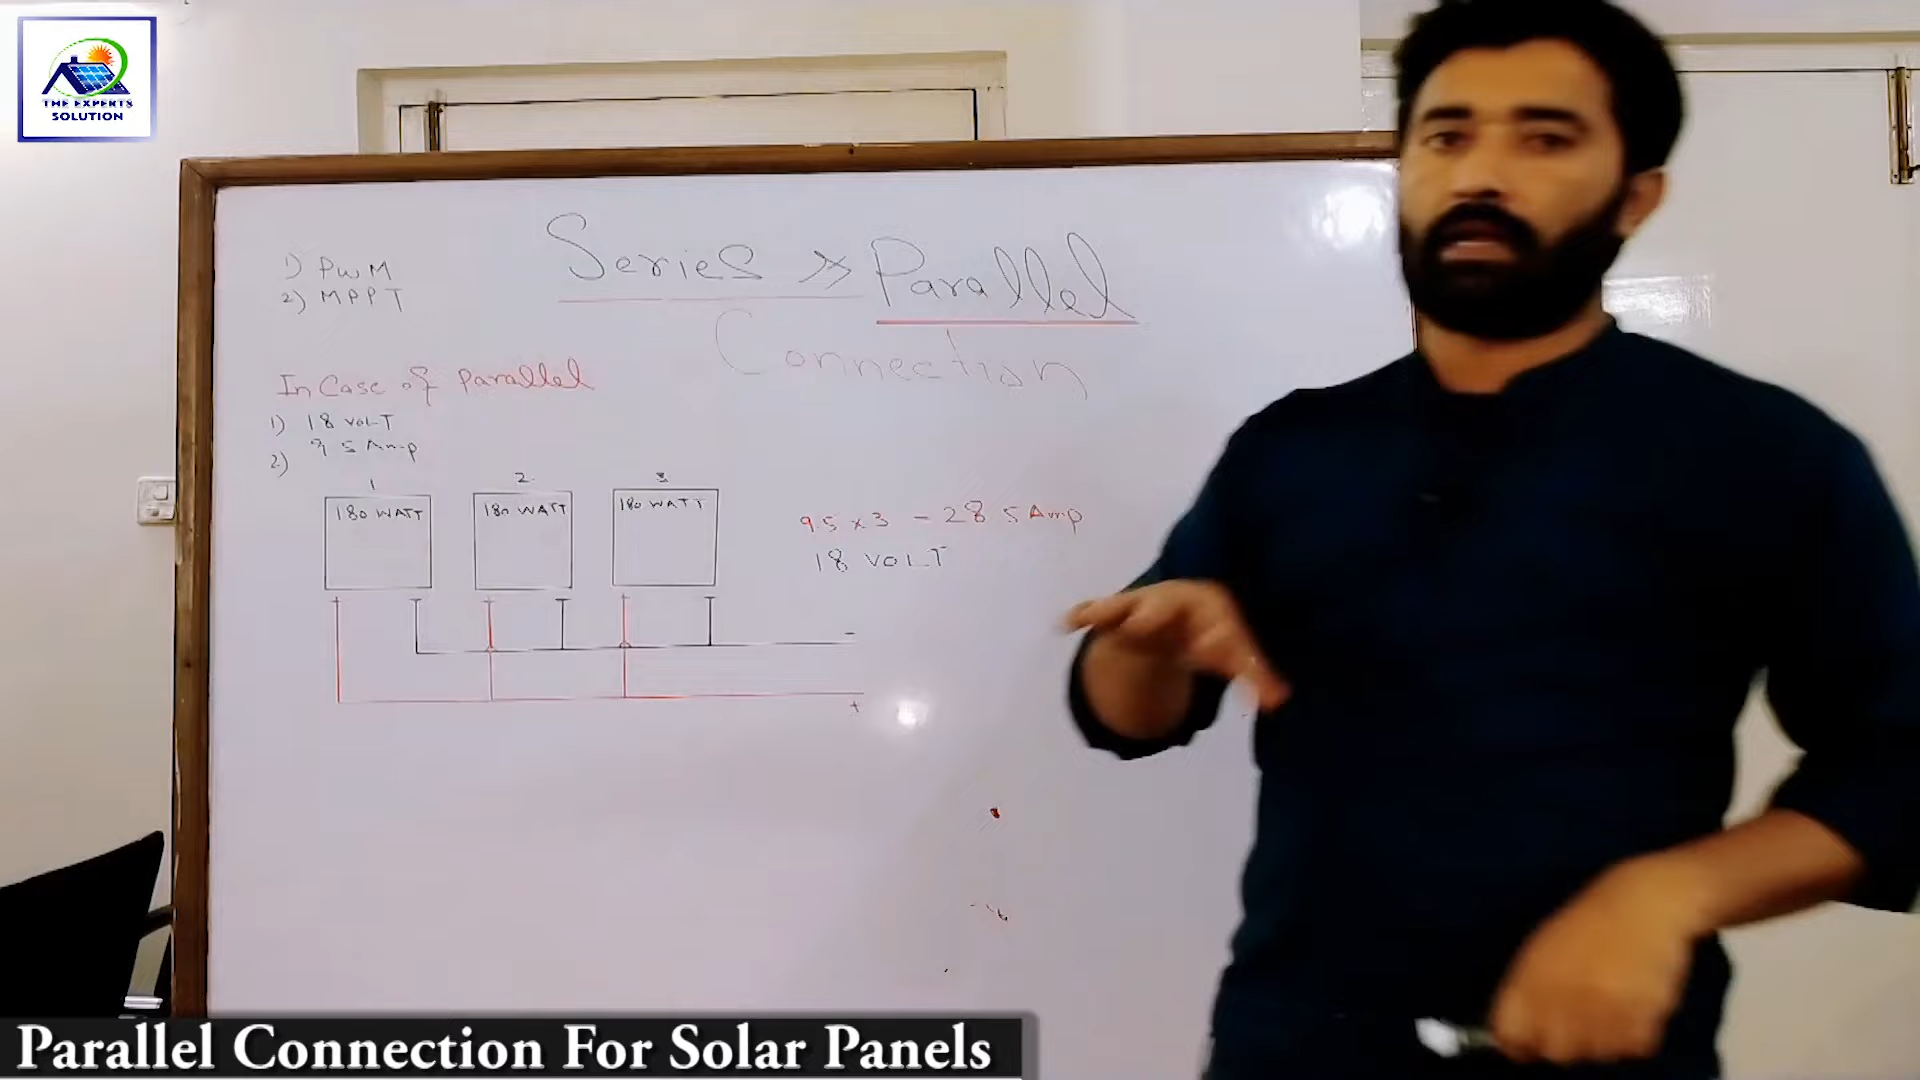 THE EXPERTS
SOLUTION
1) PWM
2) MPPT
Series Parallel
Connection
In Case of parallel
1) 18 VOLT
2) 9.5 Amp
1 2 3
180 WATT 180 WATT 180 WATT
9.5 x 3 = 28.5 Amp
18 VOLT
-
+
Parallel Connection For Solar Panels